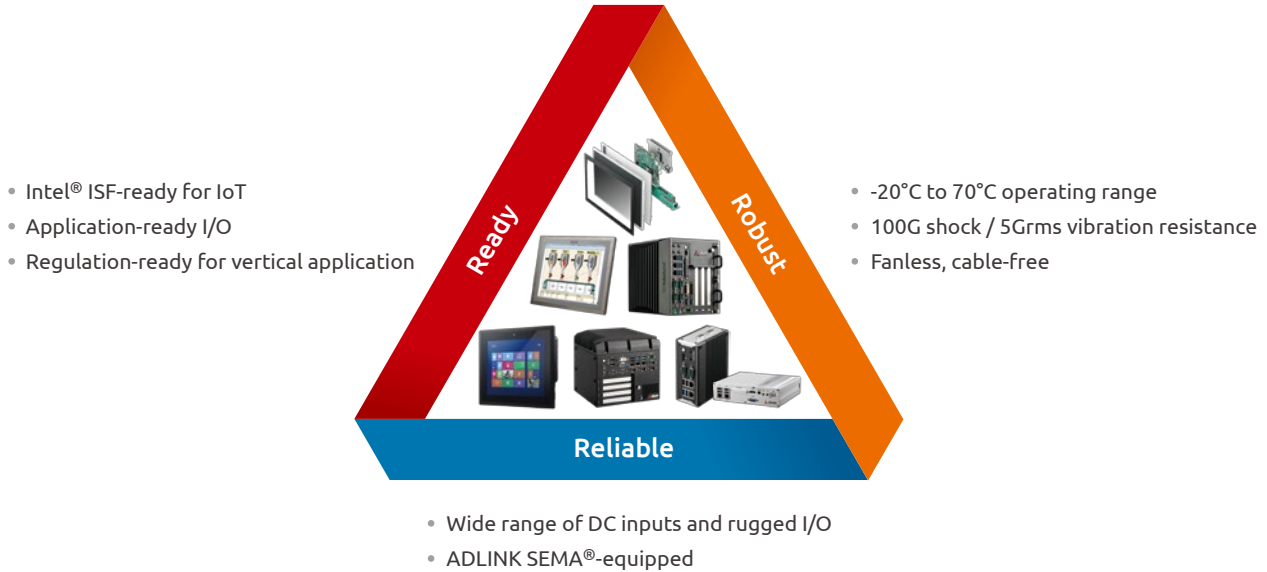 Ready
Robust
Reliable
• Intel® ISF-ready for IoT
• Application-ready I/O
• Regulation-ready for vertical application
• -20°C to 70°C operating range
• 100G shock / 5Grms vibration resistance
• Fanless, cable-free
• Wide range of DC inputs and rugged I/O
• ADLINK SEMA®-equipped